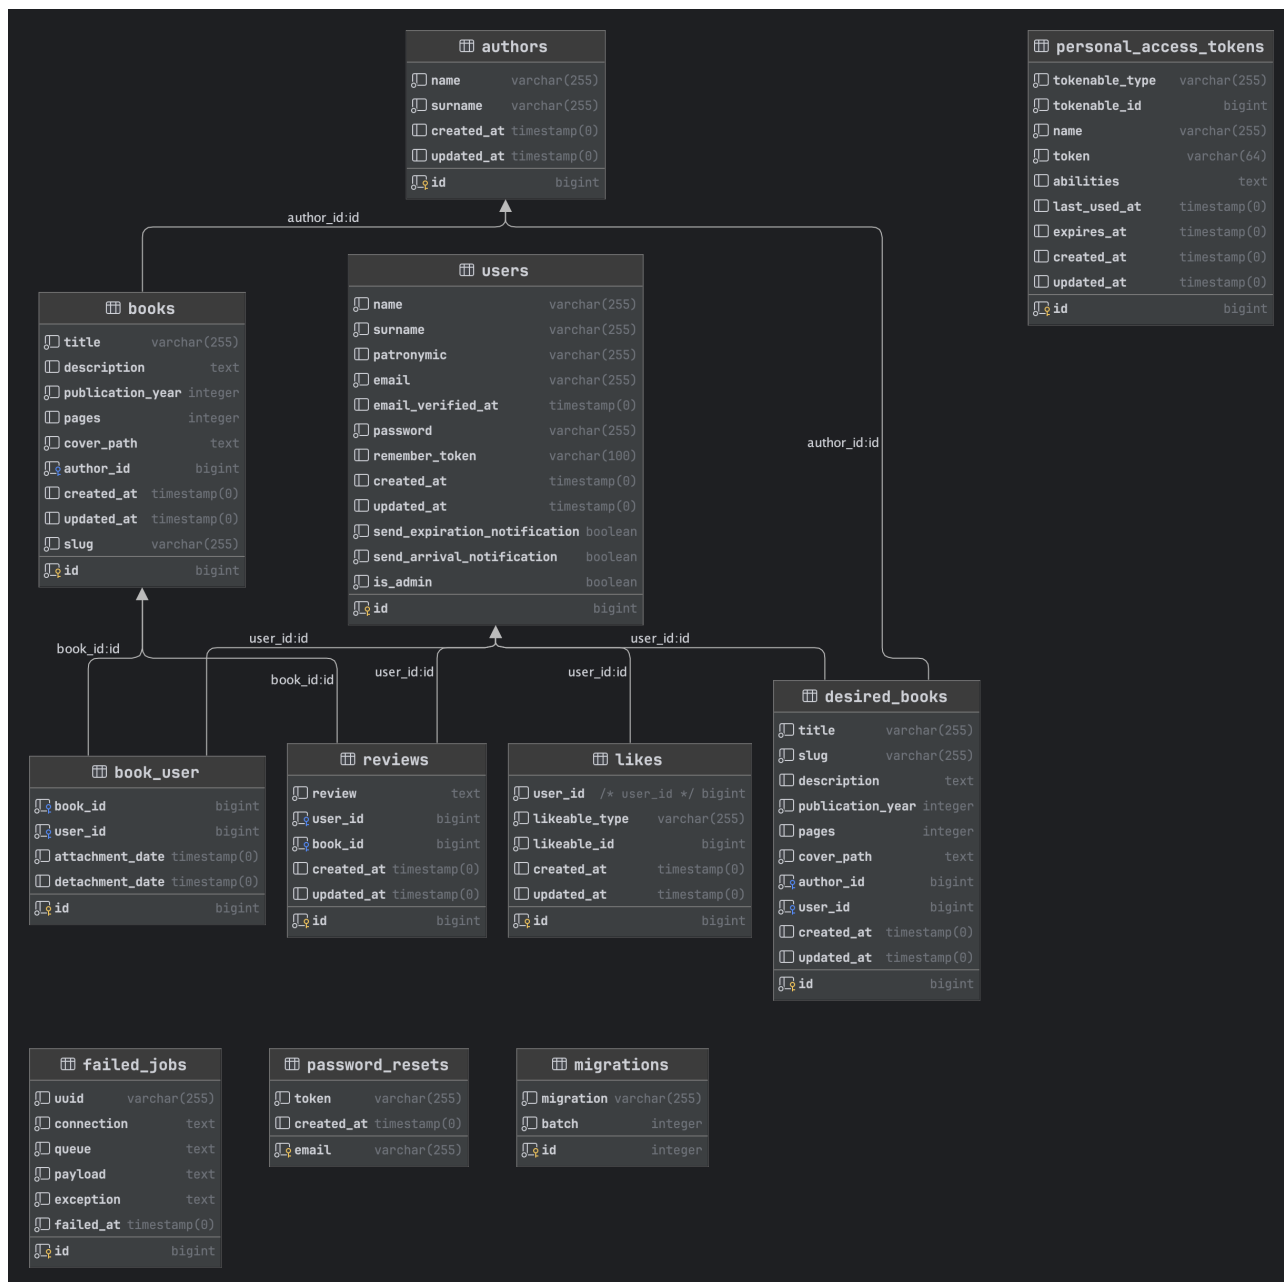 authors
name varchar(255)
surname varchar(255)
created_at timestamp(0)
updated_at timestamp(0)
id bigint
personal_access_tokens
tokenable_type varchar(255)
tokenable_id bigint
name varchar(255)
token varchar(64)
abilities text
last_used_at timestamp(0)
expires_at timestamp(0)
created_at timestamp(0)
updated_at timestamp(0)
id bigint
author_id:id
books
title varchar(255)
description text
publication_year integer
pages integer
cover_path text
author_id bigint
created_at timestamp(0)
updated_at timestamp(0)
slug varchar(255)
id bigint
users
name varchar(255)
surname varchar(255)
patronymic varchar(255)
email varchar(255)
email_verified_at timestamp(0)
password varchar(255)
remember_token varchar(100)
created_at timestamp(0)
updated_at timestamp(0)
send_expiration_notification boolean
send_arrival_notification boolean
is_admin boolean
id bigint
author_id:id
book_id:id
user_id:id
book_id:id
user_id:id
user_id:id
user_id:id
book_user
book_id bigint
user_id bigint
attachment_date timestamp(0)
detachment_date timestamp(0)
id bigint
reviews
review text
user_id bigint
book_id bigint
created_at timestamp(0)
updated_at timestamp(0)
id bigint
likes
user_id /* user_id */ bigint
likeable_type varchar(255)
likeable_id bigint
created_at timestamp(0)
updated_at timestamp(0)
id bigint
desired_books
title varchar(255)
slug varchar(255)
description text
publication_year integer
pages integer
cover_path text
author_id bigint
user_id bigint
created_at timestamp(0)
updated_at timestamp(0)
id bigint
failed_jobs
uuid varchar(255)
connection text
queue text
payload text
exception text
failed_at timestamp(0)
id bigint
password_resets
token varchar(255)
created_at timestamp(0)
email varchar(255)
migrations
migration varchar(255)
batch integer
id integer